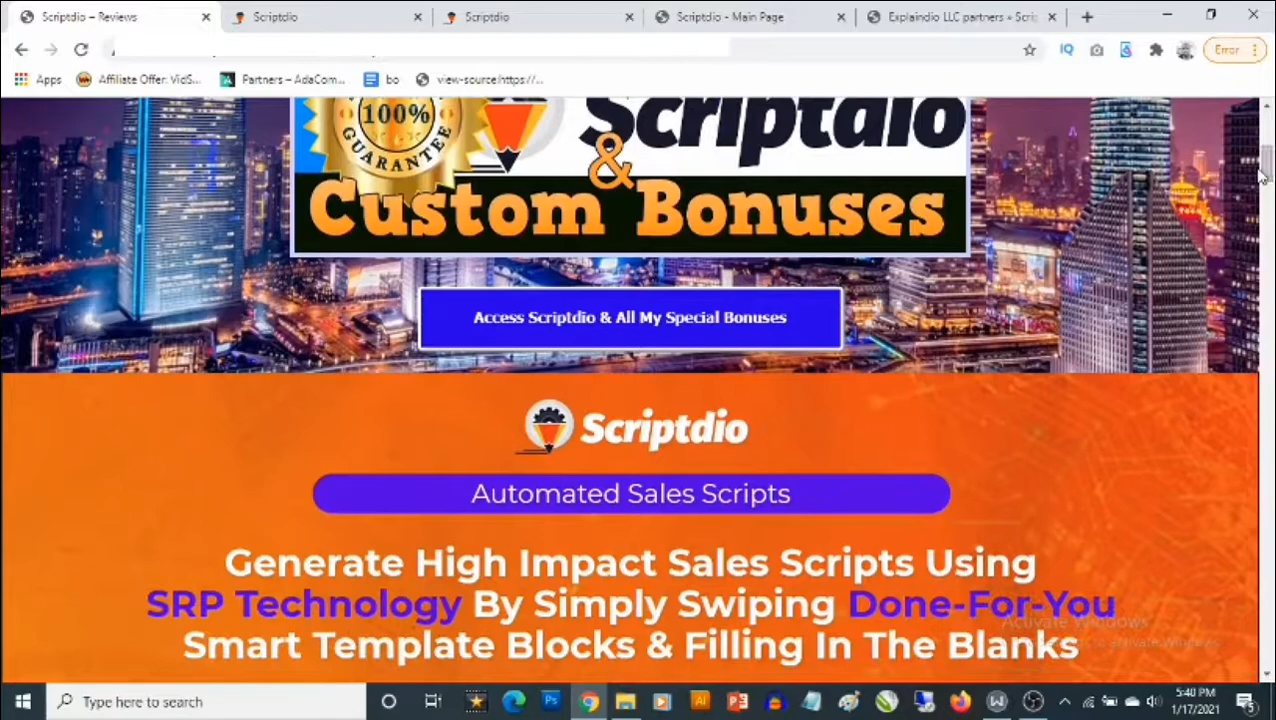 Scriptdio – Reviews
Scriptdio
Scriptdio
Scriptdio - Main Page
Explaindio LLC partners » Scrip
Error
Apps
Affiliate Offer: VidS...
Partners – AdaCom...
bo
view-source:https://...
100%
GUARANTEE
Scriptdio
&
Custom Bonuses
Access Scriptdio & All My Special Bonuses
Scriptdio
Automated Sales Scripts
Generate High Impact Sales Scripts Using
SRP Technology By Simply Swiping Done-For-You
Smart Template Blocks & Filling In The Blanks
Activate Windows
Type here to search
5:40 PM
1/17/2021